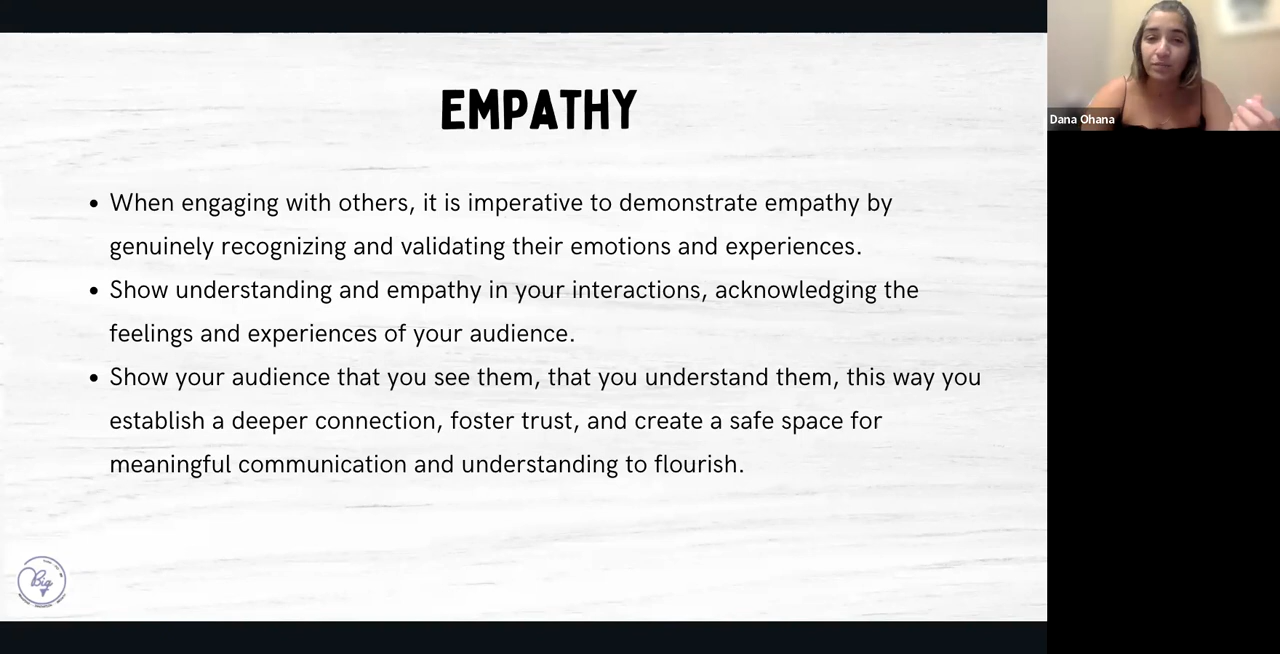 EMPATHY
• When engaging with others, it is imperative to demonstrate empathy by
genuinely recognizing and validating their emotions and experiences.
• Show understanding and empathy in your interactions, acknowledging the
feelings and experiences of your audience.
• Show your audience that you see them, that you understand them, this way you
establish a deeper connection, foster trust, and create a safe space for
meaningful communication and understanding to flourish.
Dana Ohana
Big